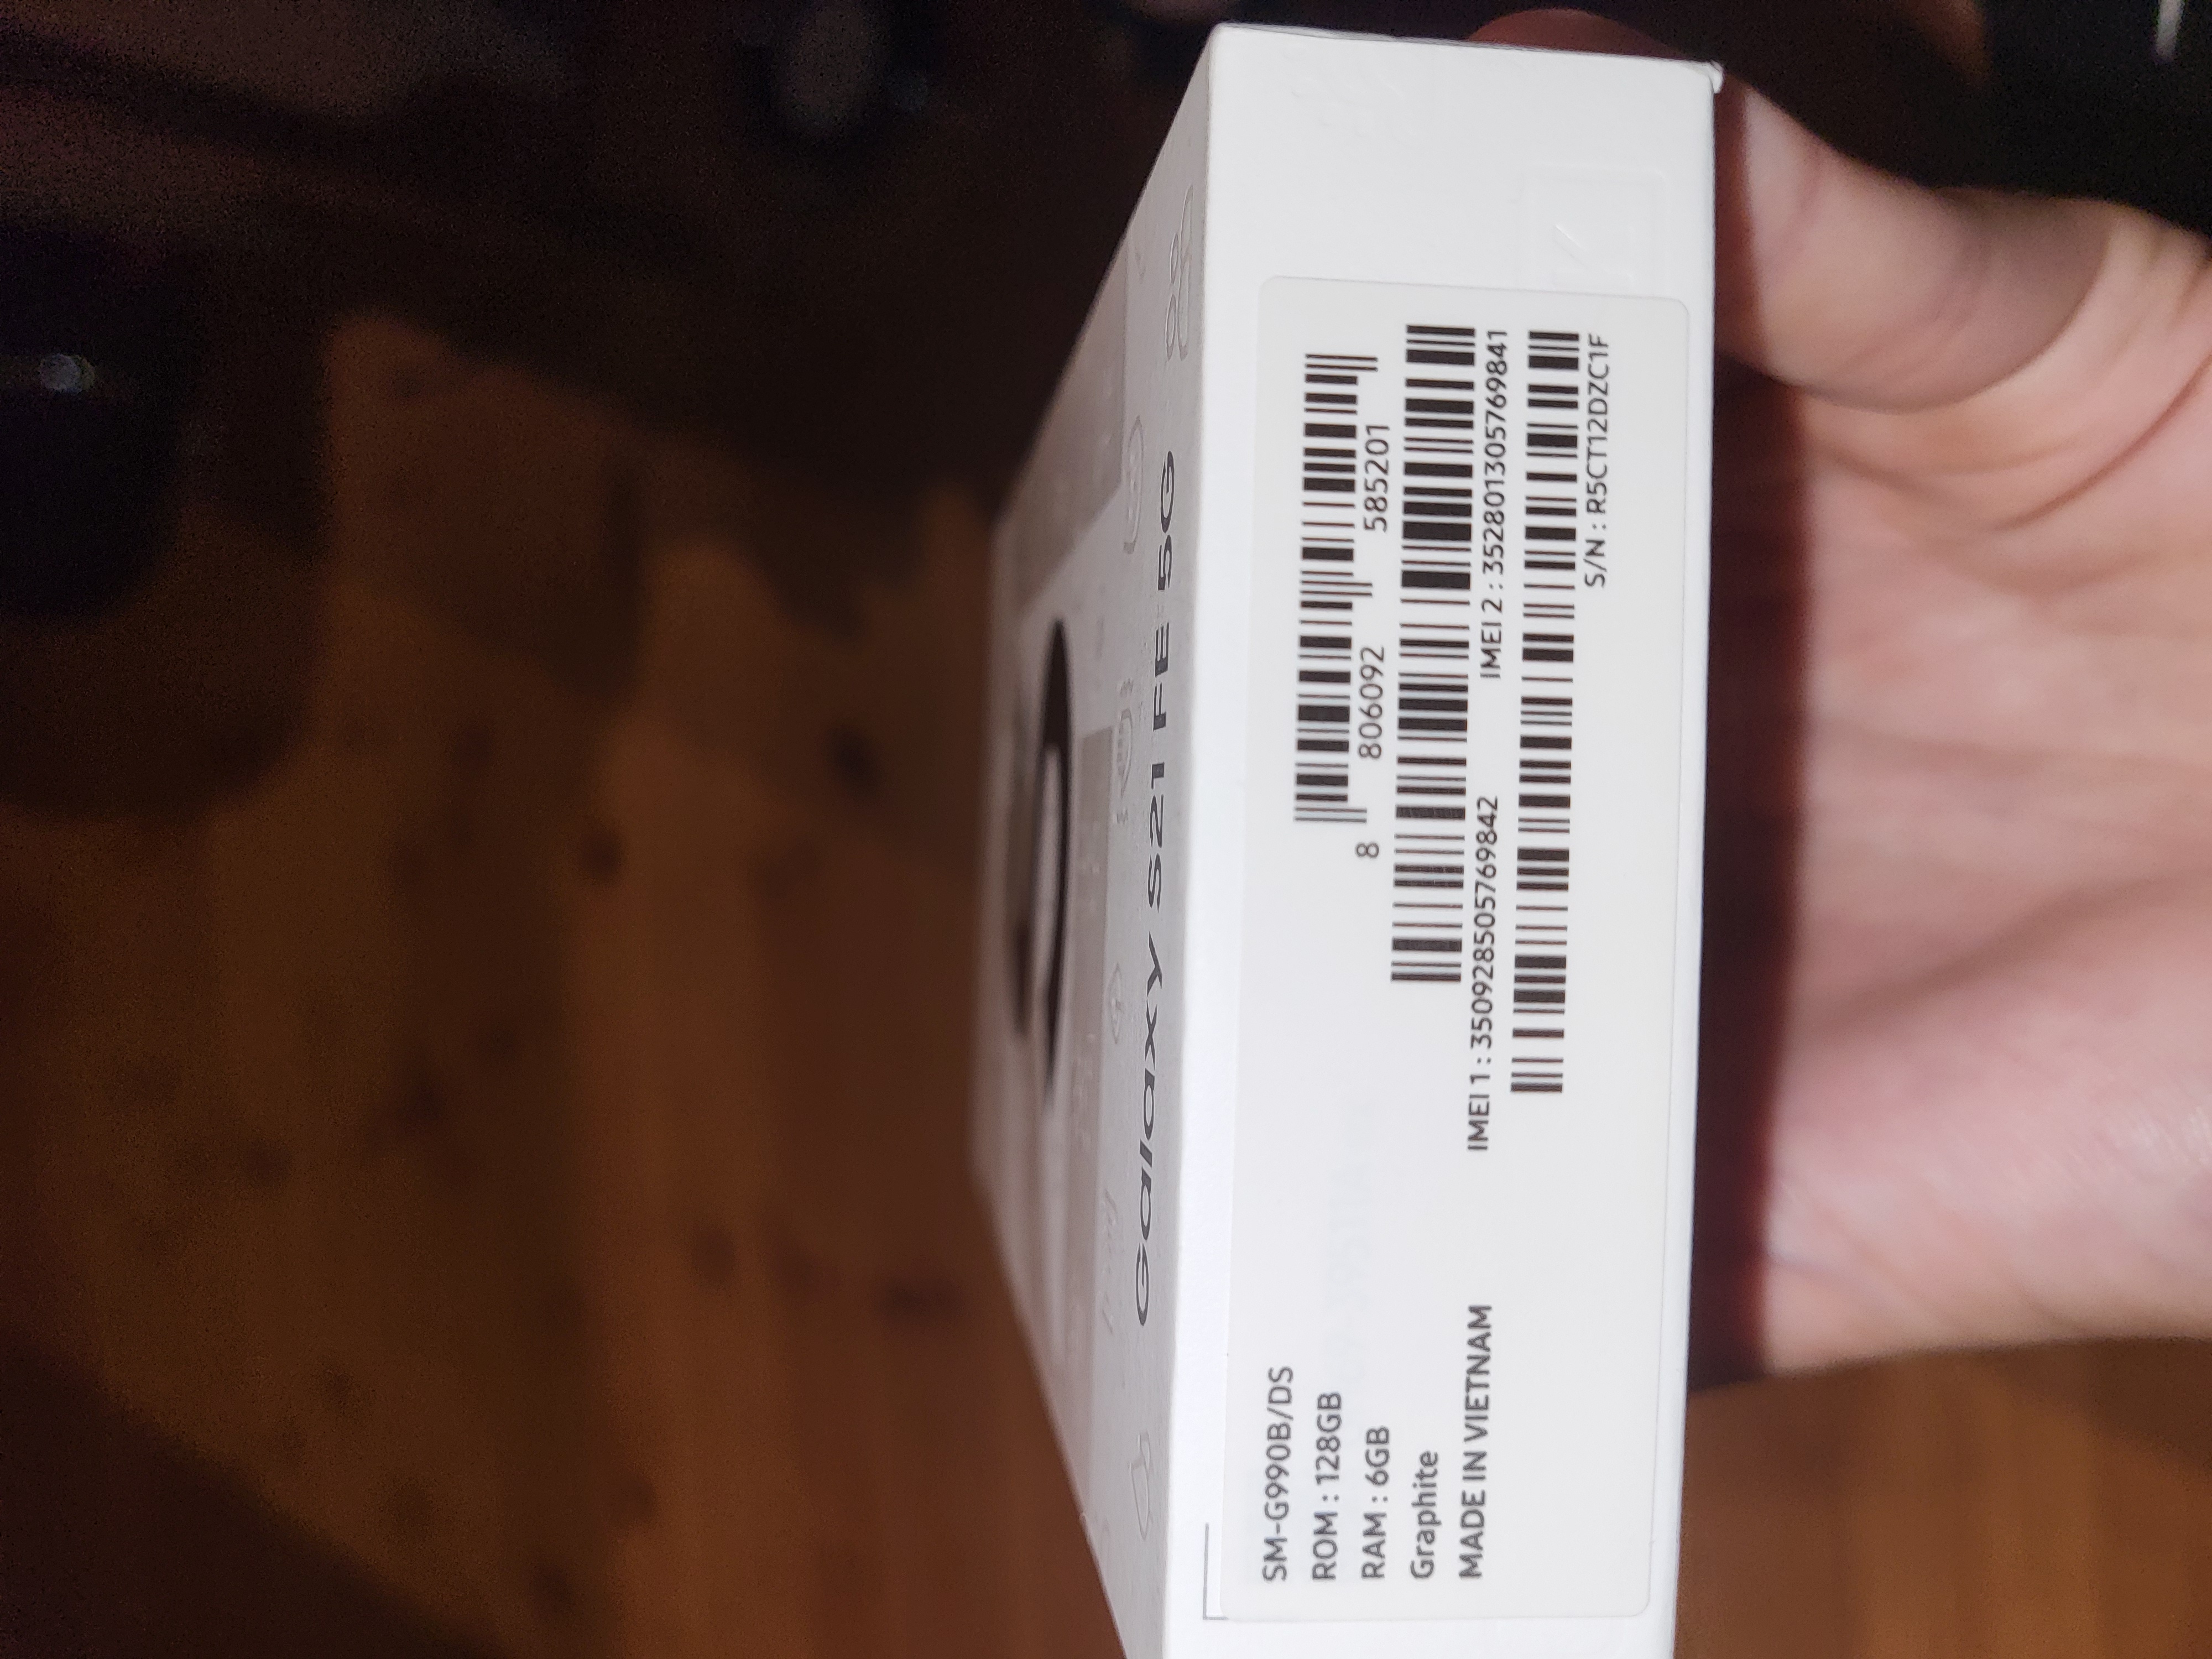 Galaxy S21 FE 5G
SM-G990B/DS
ROM : 128GB
RAM : 6GB
Graphite
MADE IN VIETNAM
8 806092 585201
IMEI 1 : 350928505769842 IMEI 2 : 352801305769841
S/N : R5CT12DZC1F